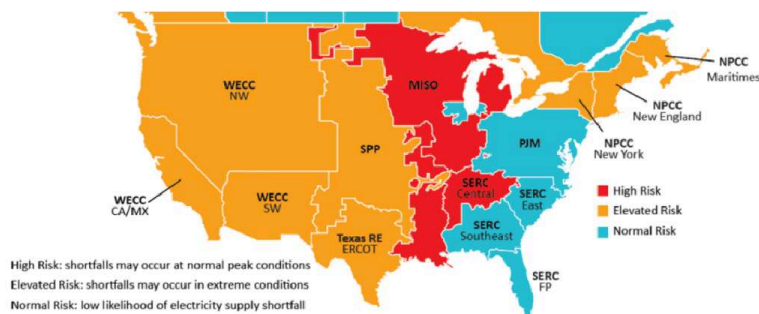 WECC
NW
MISO
NPCC
Maritimes
NPCC
New England
SPP
PJM
NPCC
New York
WECC
CA/MX
WECC
SW
SERC
Central
SERC
East
SERC
Southeast
Texas RE
ERCOT
SERC
FP
High Risk
Elevated Risk
Normal Risk
High Risk: shortfalls may occur at normal peak conditions
Elevated Risk: shortfalls may occur in extreme conditions
Normal Risk: low likelihood of electricity supply shortfall